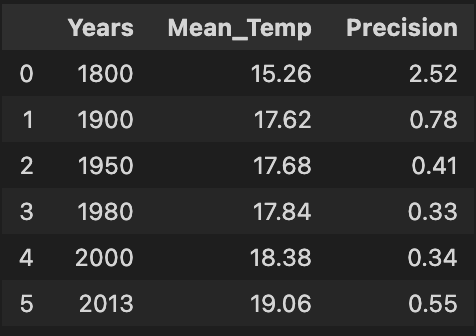 Years Mean_Temp Precision
0 1800 15.26 2.52
1 1900 17.62 0.78
2 1950 17.68 0.41
3 1980 17.84 0.33
4 2000 18.38 0.34
5 2013 19.06 0.55